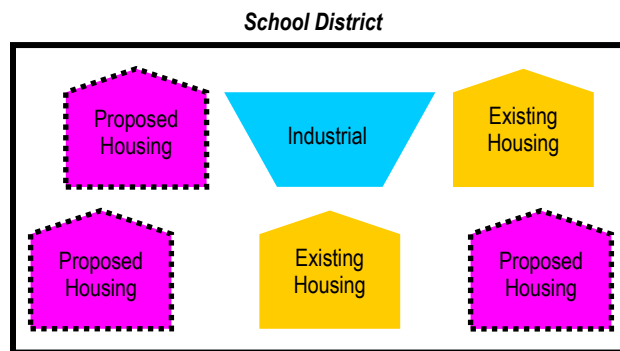 School District
Proposed
Housing
Industrial
Existing
Housing
Proposed
Housing
Existing
Housing
Proposed
Housing